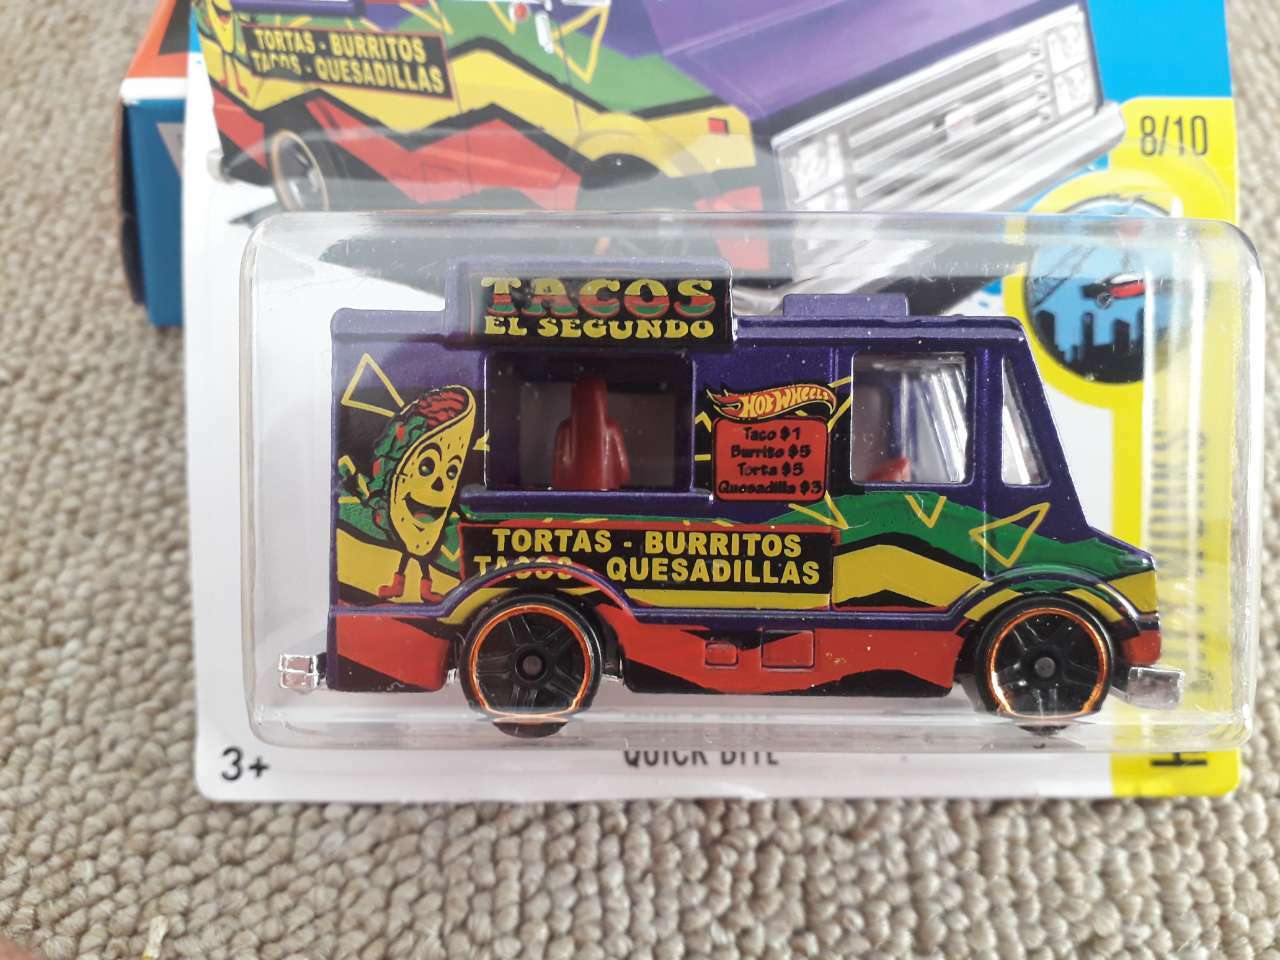 TORTAS - BURRITOS
TACOS - QUESADILLAS
8/10
TACOS
EL SEGUNDO
HOT WHEELS
Taco $1
Burrito $5
Torta $5
Quesadilla $3
TORTAS - BURRITOS
TACOS - QUESADILLAS
3+
QUICK BITE